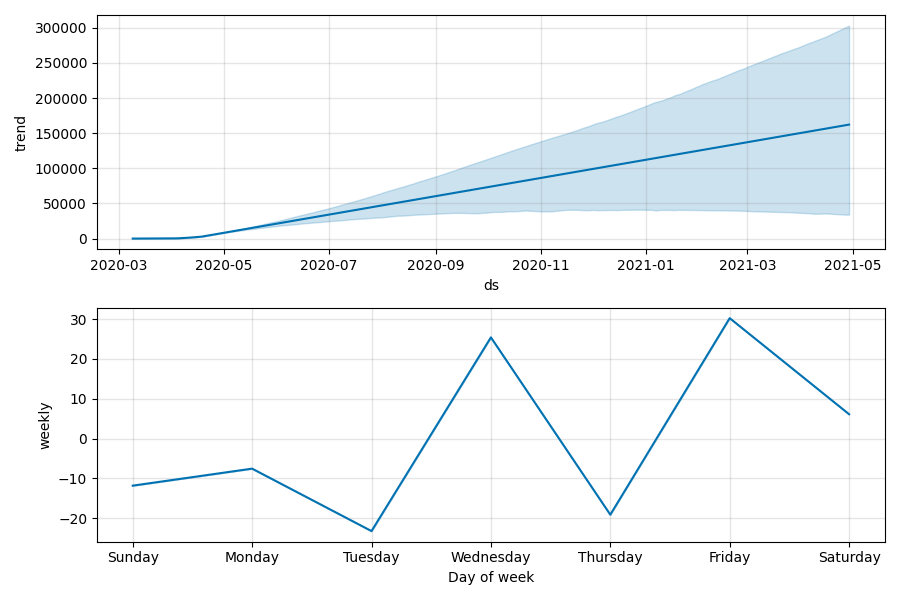 300000
250000
200000
150000
100000
50000
0
trend
2020-03 2020-05 2020-07 2020-09 2020-11 2021-01 2021-03 2021-05
ds
30
20
10
0
−10
−20
weekly
Sunday Monday Tuesday Wednesday Thursday Friday Saturday
Day of week